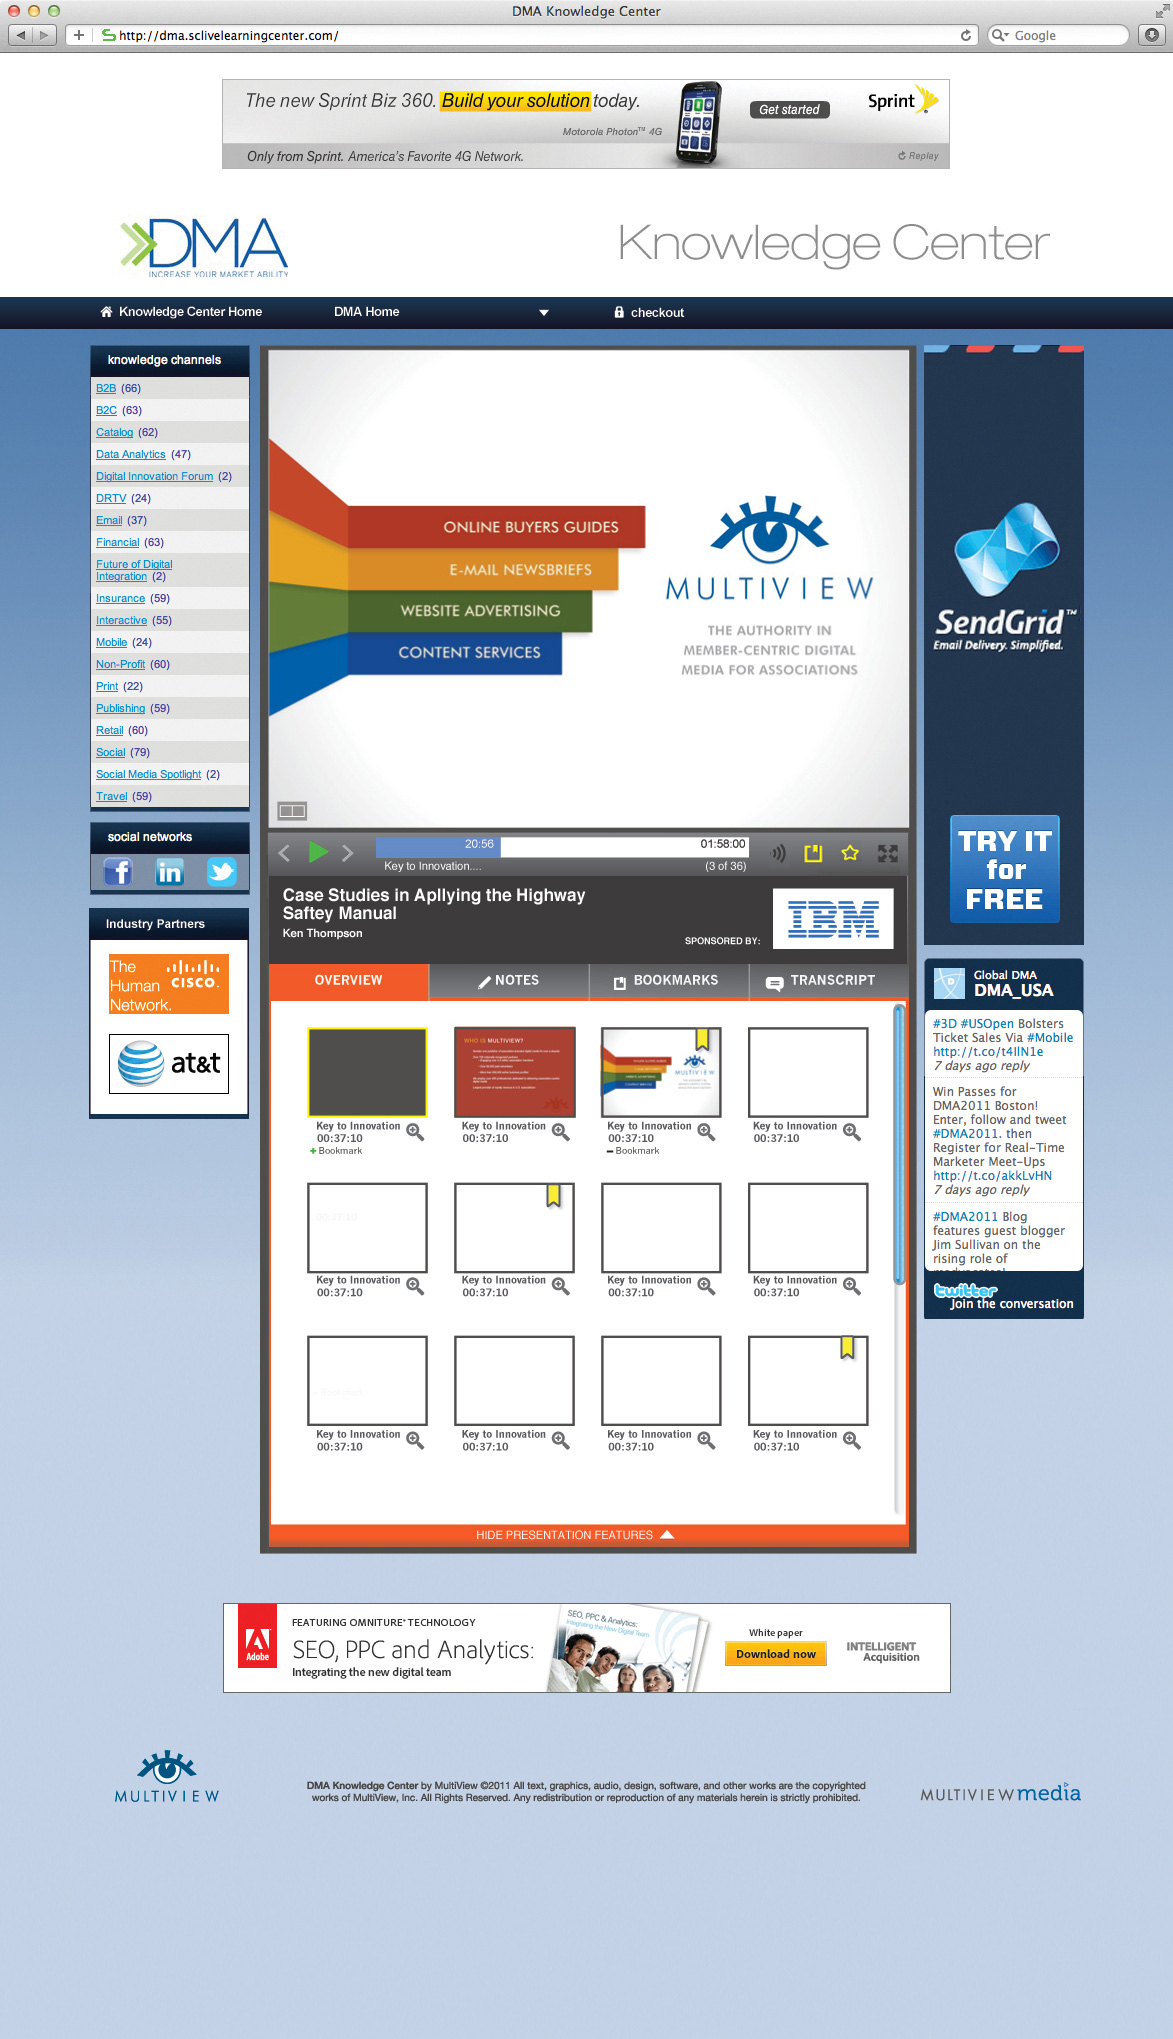 DMA Knowledge Center
http://dma.sclivelearningcenter.com/
Google
The new Sprint Biz 360. Build your solution today.
Get started
Sprint
Motorola Photon™ 4G
Only from Sprint. America's Favorite 4G Network.
Replay
DMA
INCREASE YOUR MARKET ABILITY
Knowledge Center
Knowledge Center Home
DMA Home
checkout
knowledge channels
B2B (66)
B2C (63)
Catalog (62)
Data Analytics (47)
Digital Innovation Forum (2)
DRTV (24)
Email (37)
Financial (63)
Future of Digital
Integration (2)
Insurance (59)
Interactive (55)
Mobile (24)
Non-Profit (60)
Print (22)
Publishing (59)
Retail (60)
Social (79)
Social Media Spotlight (2)
Travel (59)
social networks
Industry Partners
The
Human
Network.
CISCO.
at&t
ONLINE BUYERS GUIDES
E-MAIL NEWSBRIEFS
WEBSITE ADVERTISING
CONTENT SERVICES
MULTIVIEW
THE AUTHORITY IN
MEMBER-CENTRIC DIGITAL
MEDIA FOR ASSOCIATIONS
20:56
01:58:00
Key to Innovation....
(3 of 36)
Case Studies in Apllying the Highway
Saftey Manual
Ken Thompson
SPONSORED BY:
IBM
OVERVIEW
NOTES
BOOKMARKS
TRANSCRIPT
WHO IS MULTIVIEW?
MULTIVIEW
Key to Innovation
00:37:10
+ Bookmark
Key to Innovation
00:37:10
Key to Innovation
00:37:10
– Bookmark
Key to Innovation
00:37:10
00:37:10
Key to Innovation
00:37:10
Key to Innovation
00:37:10
Key to Innovation
00:37:10
Key to Innovation
00:37:10
Key to Innovation
00:37:10
Key to Innovation
00:37:10
Key to Innovation
00:37:10
Key to Innovation
00:37:10
HIDE PRESENTATION FEATURES
SendGrid™
Email Delivery. Simplified.
TRY IT
for
FREE
Global DMA
DMA_USA
#3D #USOpen Bolsters
Ticket Sales Via #Mobile
http://t.co/t4llN1e
7 days ago reply
Win Passes for
DMA2011 Boston!
Enter, follow and tweet
#DMA2011. then
Register for Real-Time
Marketer Meet-Ups
http://t.co/akkLvHN
7 days ago reply
#DMA2011 Blog
features guest blogger
Jim Sullivan on the
rising role of
twitter
Join the conversation
Adobe
FEATURING OMNITURE® TECHNOLOGY
SEO, PPC and Analytics:
Integrating the new digital team
SEO, PPC & Analytics:
Integrating the New Digital Team
White paper
Download now
INTELLIGENT
Acquisition
MULTIVIEW
DMA Knowledge Center by MultiView ©2011 All text, graphics, audio, design, software, and other works are the copyrighted
works of MultiView, Inc. All Rights Reserved. Any redistribution or reproduction of any materials herein is strictly prohibited.
MULTIVIEW media